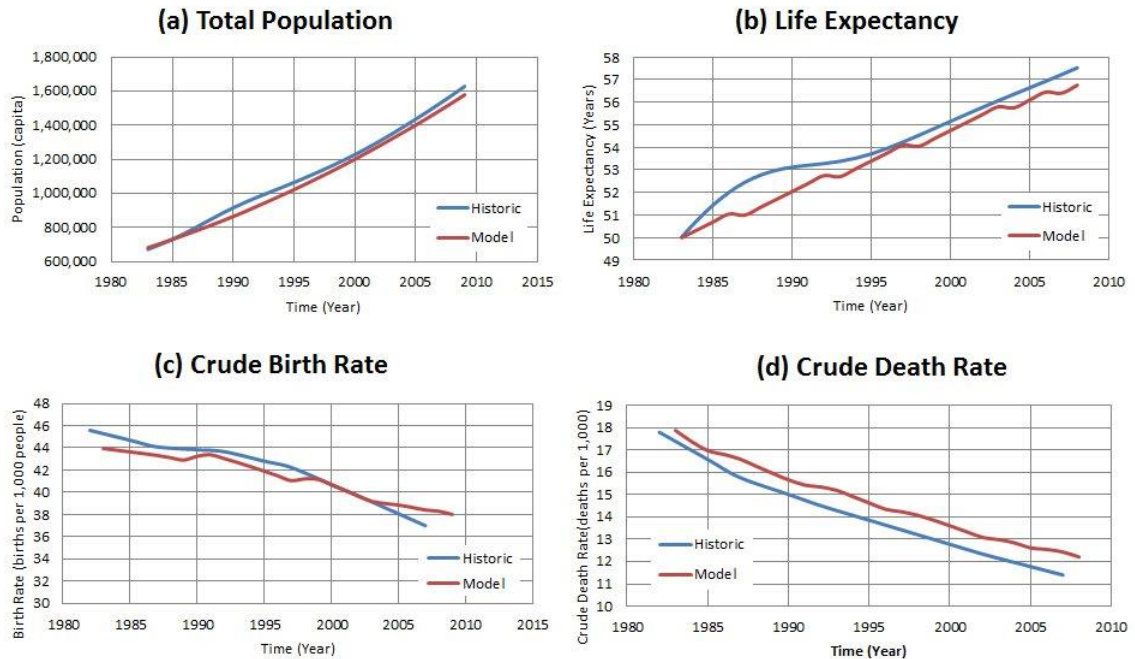 (a) Total Population
1,800,000
1,600,000
1,400,000
1,200,000
1,000,000
800,000
600,000
Population (capita)
Historic
Model
1980 1985 1990 1995 2000 2005 2010 2015
Time (Year)
(b) Life Expectancy
58
57
56
55
54
53
52
51
50
49
Life Expectancy (Years)
Historic
Model
1980 1985 1990 1995 2000 2005 2010
Time (Year)
(c) Crude Birth Rate
48
46
44
42
40
38
36
34
32
30
Birth Rate (births per 1,000 people)
Historic
Model
1980 1985 1990 1995 2000 2005 2010 2015
Time (Year)
(d) Crude Death Rate
19
18
17
16
15
14
13
12
11
10
Crude Death Rate(deaths per 1,000)
Historic
Model
1980 1985 1990 1995 2000 2005 2010
Time (Year)